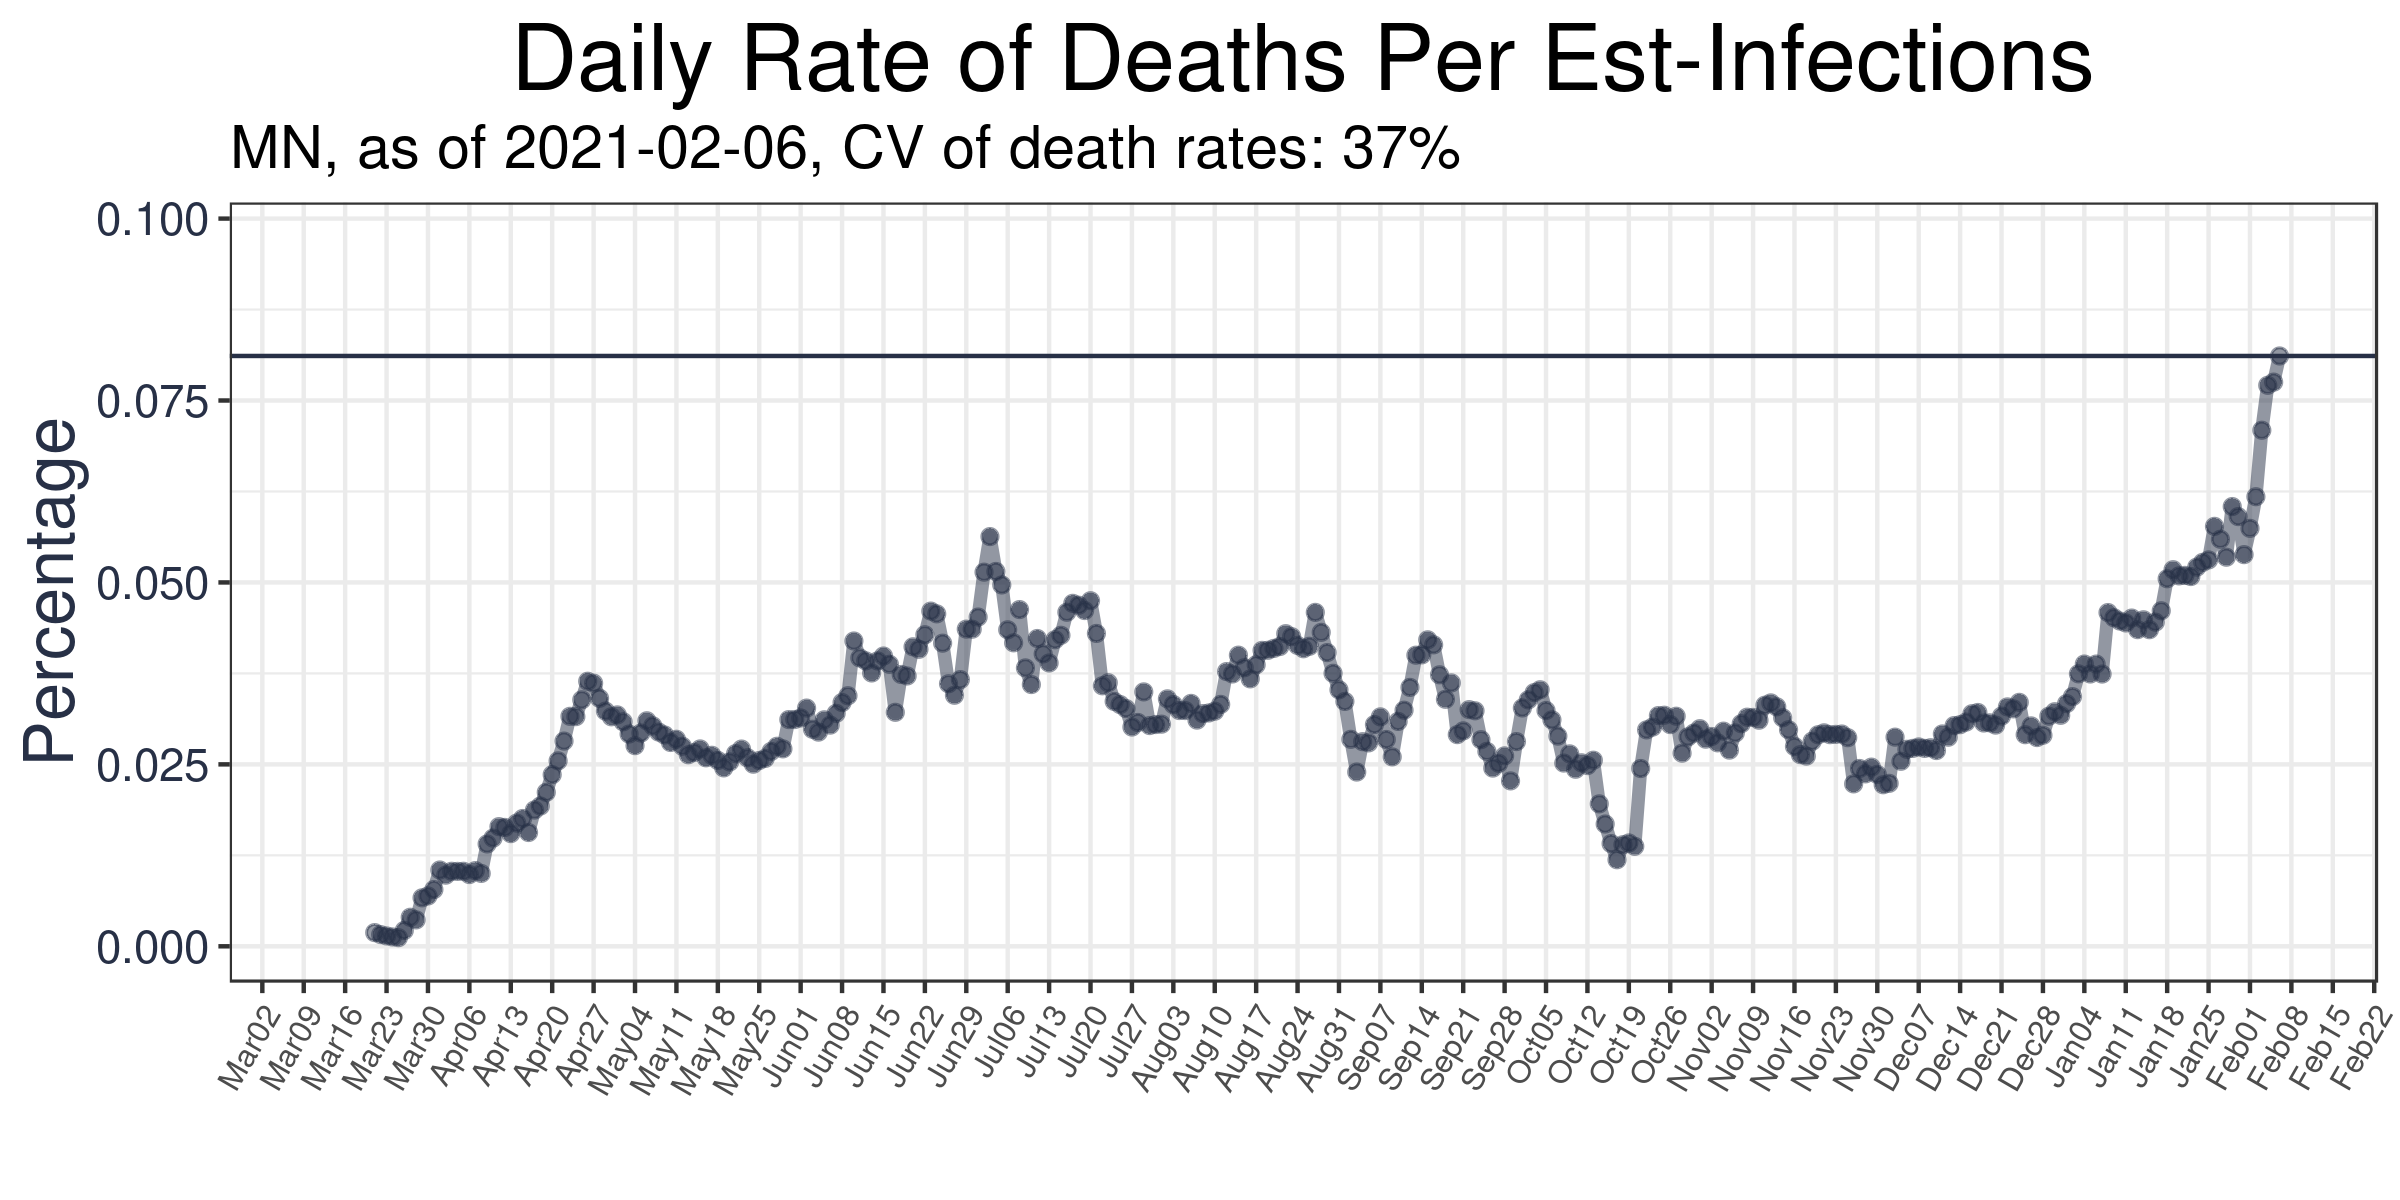 Daily Rate of Deaths Per Est-Infections
MN, as of 2021-02-06, CV of death rates: 37%
Percentage
0.100
0.075
0.050
0.025
0.000
Mar02 Mar09 Mar16 Mar23 Mar30 Apr06 Apr13 Apr20 Apr27 May04 May11 May18 May25 Jun01 Jun08 Jun15 Jun22 Jun29 Jul06 Jul13 Jul20 Jul27 Aug03 Aug10 Aug17 Aug24 Aug31 Sep07 Sep14 Sep21 Sep28 Oct05 Oct12 Oct19 Oct26 Nov02 Nov09 Nov16 Nov23 Nov30 Dec07 Dec14 Dec21 Dec28 Jan04 Jan11 Jan18 Jan25 Feb01 Feb08 Feb15 Feb22